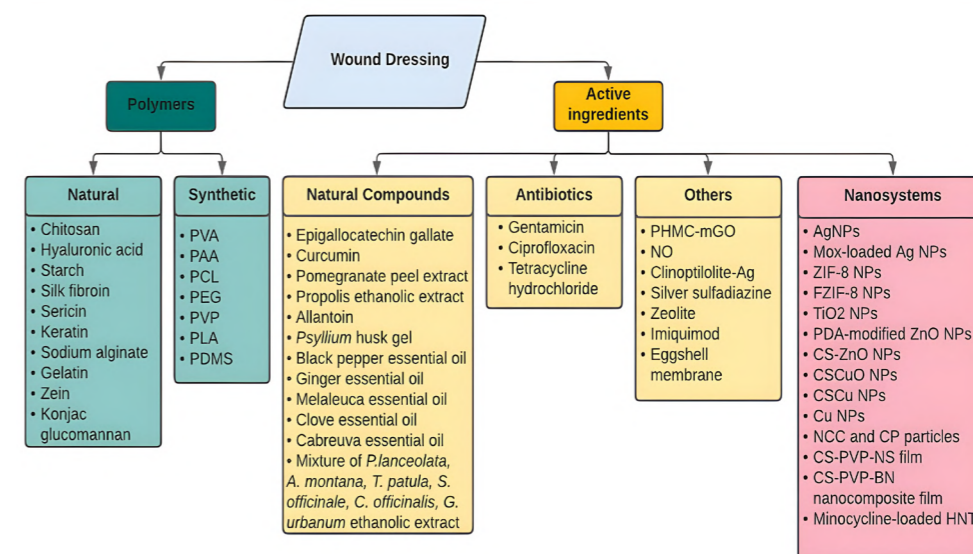 Wound Dressing
Polymers
Active
ingredients
Natural
• Chitosan
• Hyaluronic acid
• Starch
• Silk fibroin
• Sericin
• Keratin
• Sodium alginate
• Gelatin
• Zein
• Konjac
glucomannan
Synthetic
• PVA
• PAA
• PCL
• PEG
• PVP
• PLA
• PDMS
Natural Compounds
• Epigallocatechin gallate
• Curcumin
• Pomegranate peel extract
• Propolis ethanolic extract
• Allantoin
• Psyllium husk gel
• Black pepper essential oil
• Ginger essential oil
• Melaleuca essential oil
• Clove essential oil
• Cabreuva essential oil
• Mixture of P.lanceolata,
A. montana, T. patula, S.
officinale, C. officinalis, G.
urbanum ethanolic extract
Antibiotics
• Gentamicin
• Ciprofloxacin
• Tetracycline
hydrochloride
Others
• PHMC-mGO
• NO
• Clinoptilolite-Ag
• Silver sulfadiazine
• Zeolite
• Imiquimod
• Eggshell
membrane
Nanosystems
• AgNPs
• Mox-loaded Ag NPs
• ZIF-8 NPs
• FZIF-8 NPs
• TiO2 NPs
• PDA-modified ZnO NPs
• CS-ZnO NPs
• CSCuO NPs
• CSCu NPs
• Cu NPs
• NCC and CP particles
• CS-PVP-NS film
• CS-PVP-BN
nanocomposite film
• Minocycline-loaded HNT